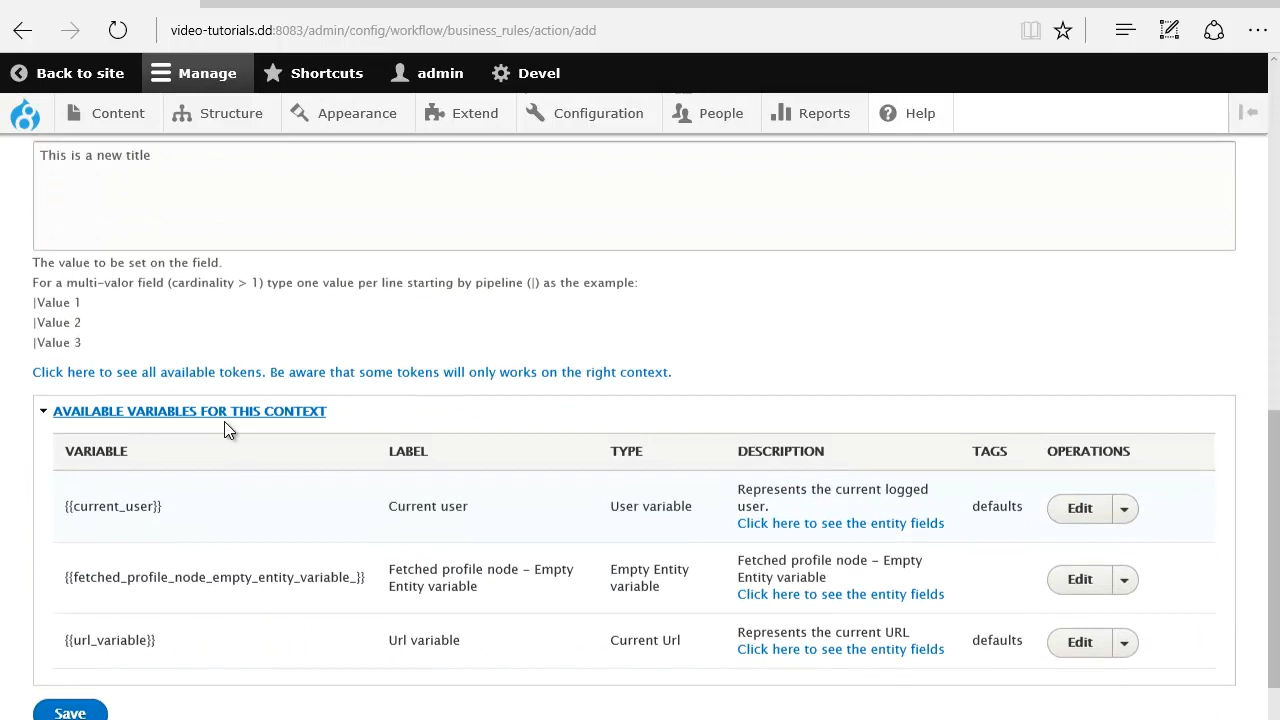 video-tutorials.dd:8083/admin/config/workflow/business_rules/action/add
Back to site Manage Shortcuts admin Devel
Content Structure Appearance Extend Configuration People Reports Help
This is a new title
The value to be set on the field.
For a multi-valor field (cardinality > 1) type one value per line starting by pipeline (|) as the example:
|Value 1
|Value 2
|Value 3
Click here to see all available tokens. Be aware that some tokens will only works on the right context.
AVAILABLE VARIABLES FOR THIS CONTEXT
VARIABLE LABEL TYPE DESCRIPTION TAGS OPERATIONS
{{current_user}} Current user User variable Represents the current logged user. defaults Edit
Click here to see the entity fields
{{fetched_profile_node_empty_entity_variable_}} Fetched profile node - Empty Entity variable Empty Entity variable Fetched profile node - Empty Entity variable Edit
Click here to see the entity fields
{{url_variable}} Url variable Current Url Represents the current URL defaults Edit
Click here to see the entity fields
Save